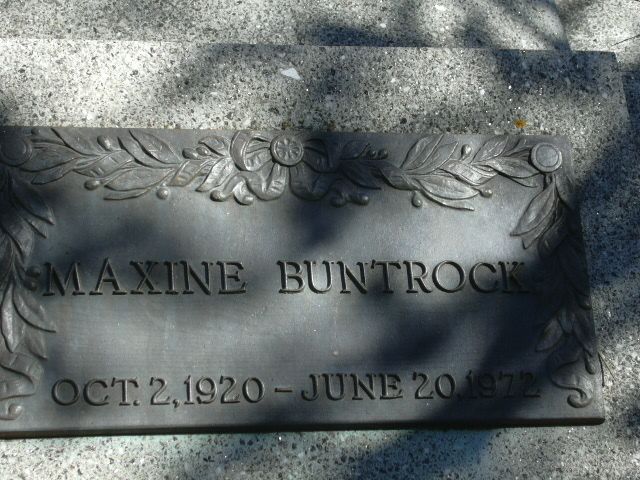 MAXINE BUNTROCK
OCT. 2, 1920 – JUNE 20, 1972